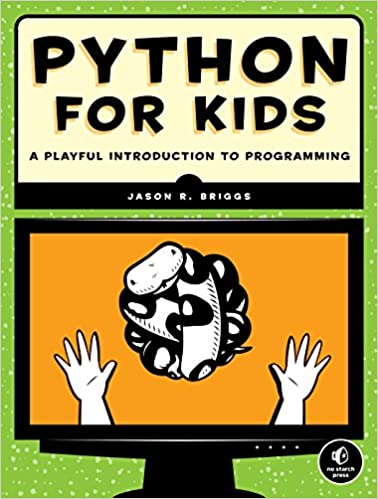 PYTHON
FOR KIDS
A PLAYFUL INTRODUCTION TO PROGRAMMING
JASON R. BRIGGS
no starch
press